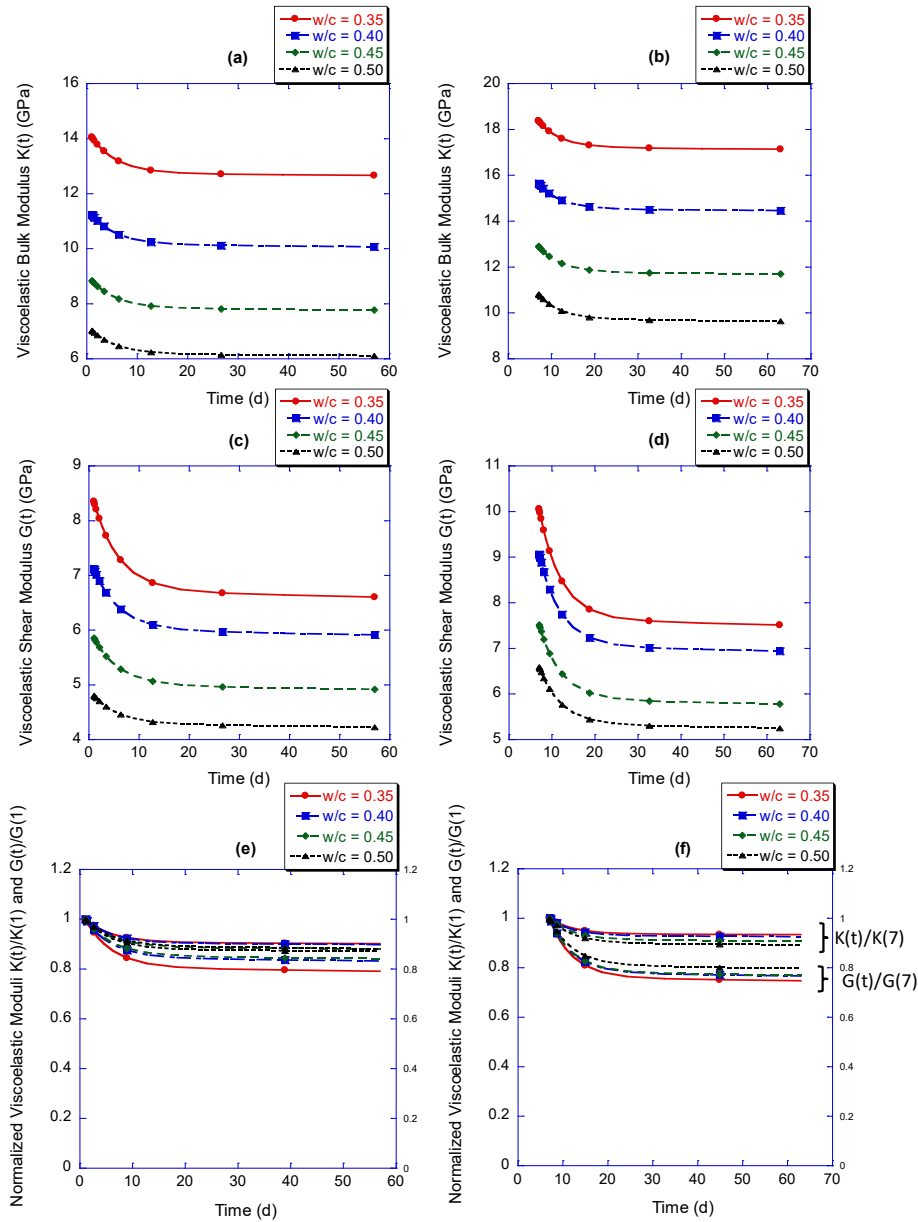 w/c = 0.35
w/c = 0.40
w/c = 0.45
w/c = 0.50
(a)
Viscoelastic Bulk Modulus K(t) (GPa)
16
14
12
10
8
6
0 10 20 30 40 50 60
Time (d)
w/c = 0.35
w/c = 0.40
w/c = 0.45
w/c = 0.50
(b)
Viscoelastic Bulk Modulus K(t) (GPa)
20
18
16
14
12
10
8
0 10 20 30 40 50 60 70
Time (d)
w/c = 0.35
w/c = 0.40
w/c = 0.45
w/c = 0.50
(c)
Viscoelastic Shear Modulus G(t) (GPa)
9
8
7
6
5
4
0 10 20 30 40 50 60
Time (d)
w/c = 0.35
w/c = 0.40
w/c = 0.45
w/c = 0.50
(d)
Viscoelastic Shear Modulus G(t) (GPa)
11
10
9
8
7
6
5
0 10 20 30 40 50 60 70
Time (d)
w/c = 0.35
w/c = 0.40
w/c = 0.45
w/c = 0.50
(e)
Normalized Viscoelastic Moduli K(t)/K(1) and G(t)/G(1)
1.2
1
0.8
0.6
0.4
0.2
0
1.2
1
0.8
0.6
0.4
0.2
0
0 10 20 30 40 50 60
Time (d)
w/c = 0.35
w/c = 0.40
w/c = 0.45
w/c = 0.50
(f)
Normalized Viscoelastic Moduli K(t)/K(1) and G(t)/G(1)
1.2
1
0.8
0.6
0.4
0.2
0
1.2
1
K(t)/K(7)
0.8
G(t)/G(7)
0.6
0.4
0.2
0
0 10 20 30 40 50 60 70
Time (d)